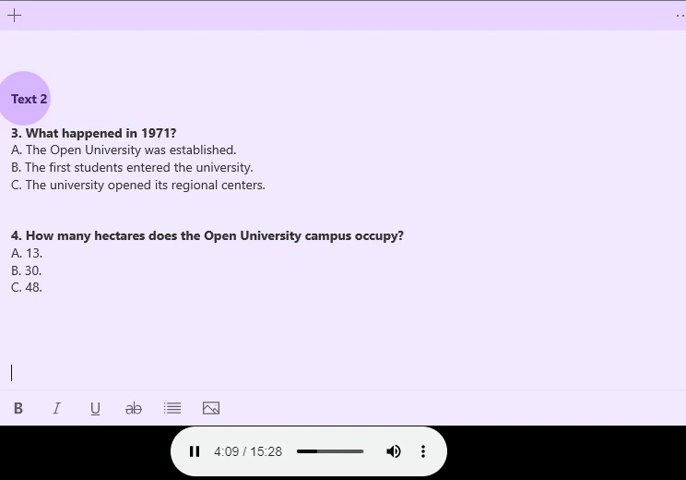 Text 2
3. What happened in 1971?
A. The Open University was established.
B. The first students entered the university.
C. The university opened its regional centers.
4. How many hectares does the Open University campus occupy?
A. 13.
B. 30.
C. 48.
B I U ab
4:09 / 15:28